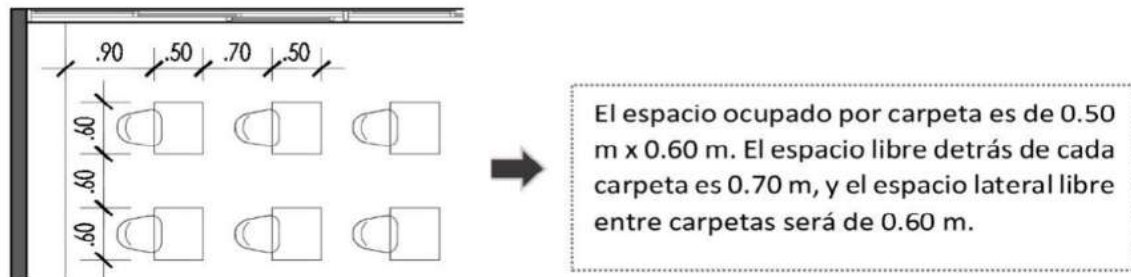 .90 .50 .70 .50
.60
.60
.60
El espacio ocupado por carpeta es de 0.50
m x 0.60 m. El espacio libre detrás de cada
carpeta es 0.70 m, y el espacio lateral libre
entre carpetas será de 0.60 m.